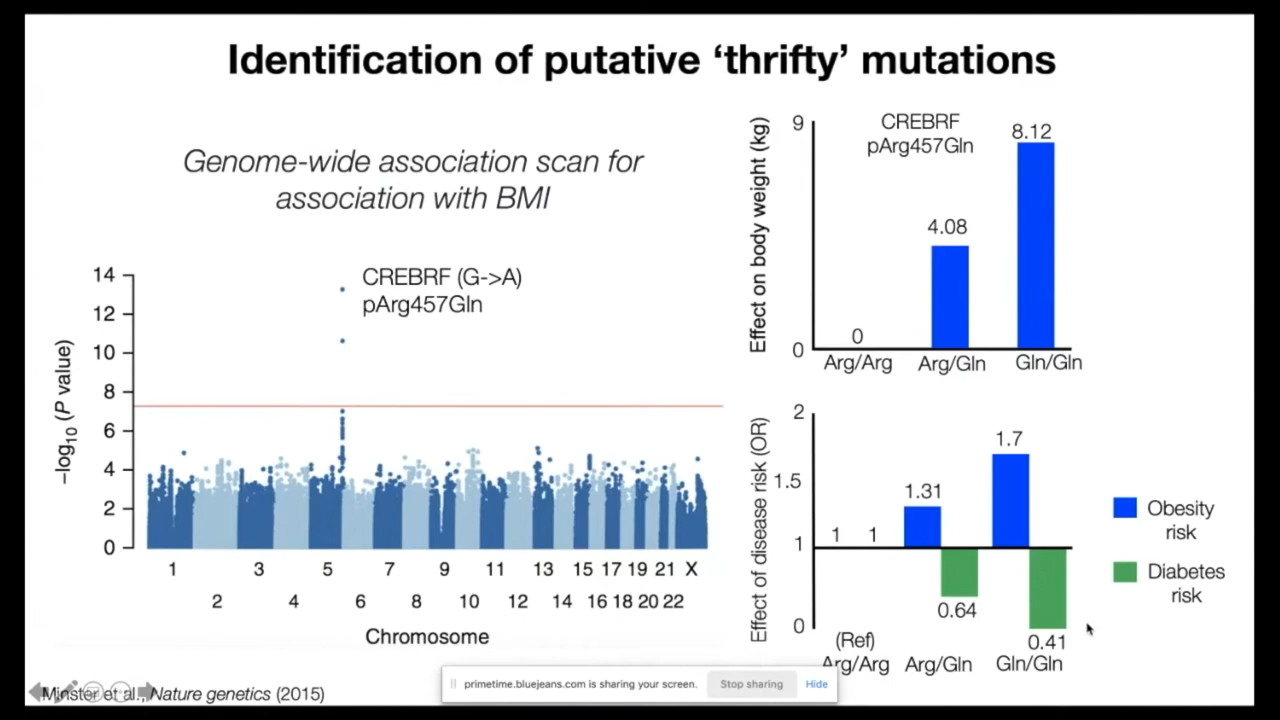 Identification of putative ‘thrifty’ mutations
Genome-wide association scan for
association with BMI
14
12
10
8
6
4
2
0
−log10 (P value)
CREBRF (G->A)
pArg457Gln
1 3 5 7 9 11 13 15 17 19 21 X
2 4 6 8 10 12 14 16 18 20 22
Chromosome
Effect on body weight (kg)
9
0
CREBRF
pArg457Gln
0
4.08
8.12
Arg/Arg Arg/Gln Gln/Gln
Effect of disease risk (OR)
2
1.5
1
0
1 1
1.31
0.64
1.7
0.41
(Ref)
Arg/Arg Arg/Gln Gln/Gln
Obesity
risk
Diabetes
risk
Minster et al., Nature genetics (2015)
primetime.bluejeans.com is sharing your screen.
Stop sharing
Hide